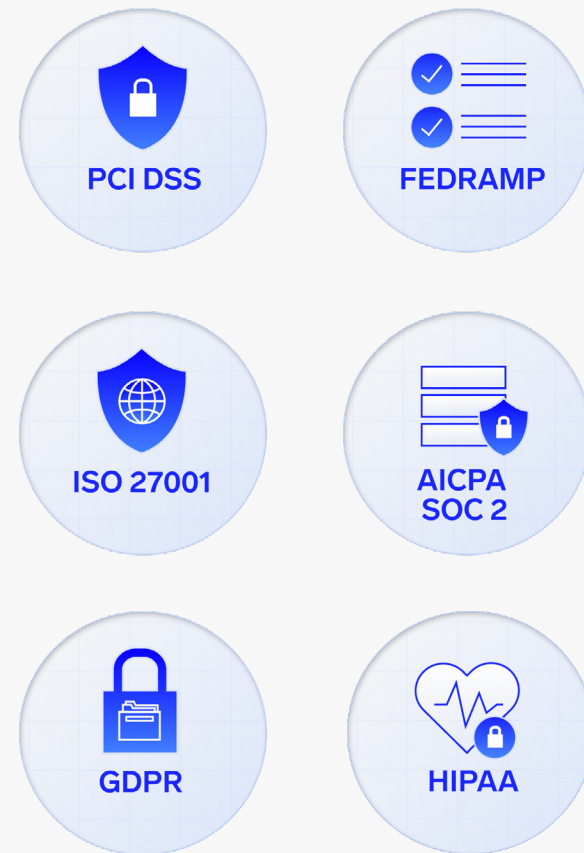 PCI DSS
FEDRAMP
ISO 27001
AICPA
SOC 2
GDPR
HIPAA